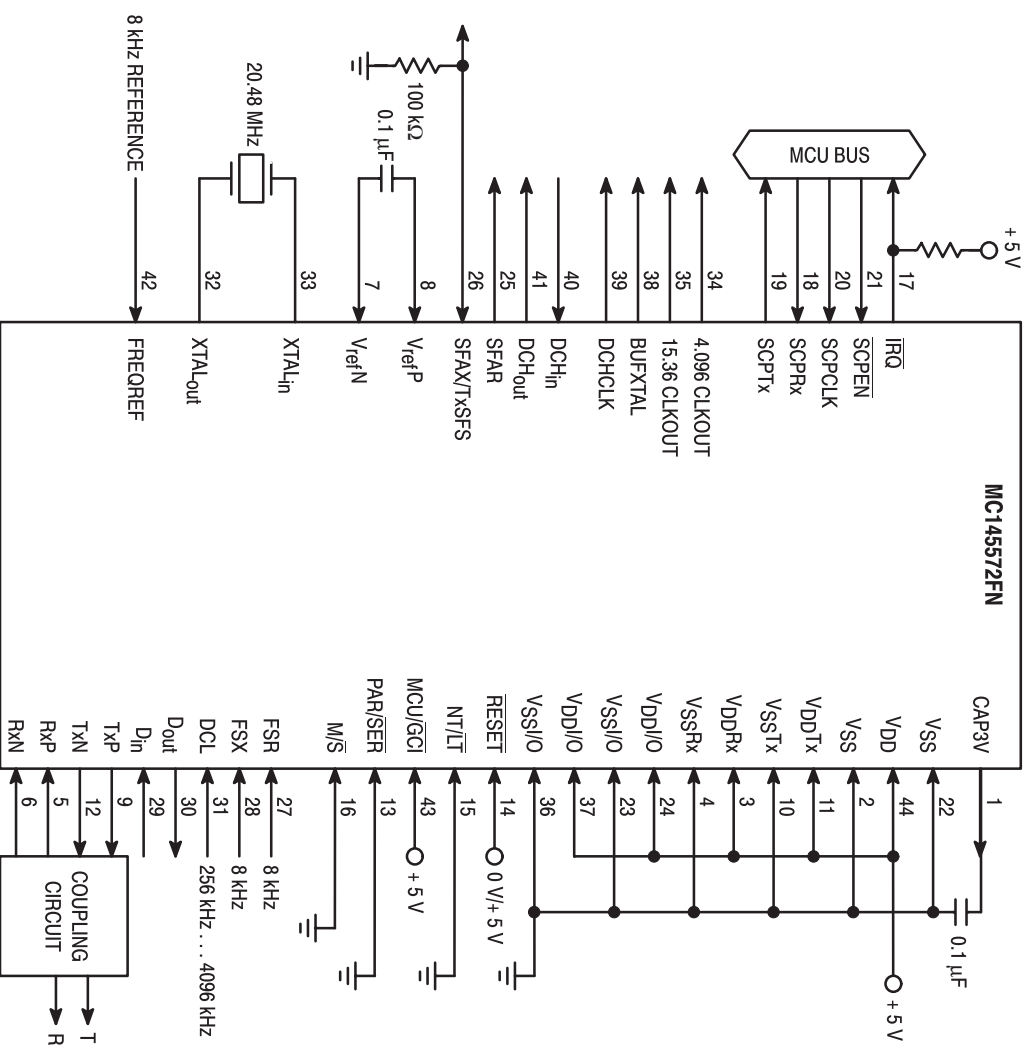 MC145572FN
+ 5 V
MCU BUS
17
21
20
18
19
34
35
38
39
40
41
25
26
8
7
33
32
42
100 kΩ
0.1 μF
20.48 MHz
8 kHz REFERENCE
IRQ
SCPEN
SCPCLK
SCPRx
SCPTx
4.096 CLKOUT
15.36 CLKOUT
BUFXTAL
DCHCLK
DCHin
DCHout
SFAR
SFAX/TxSFS
VrefP
VrefN
XTALin
XTALout
FREQREF
CAP3V
VSS
VDD
VSS
VDDTx
VSSTx
VDDRx
VSSRx
VDDI/O
VSSI/O
VDDI/O
VSSI/O
RESET
NT/LT
MCU/GCI
PAR/SER
M/S
FSR
FSX
DCL
Dout
Din
TxP
TxN
RxP
RxN
1
22
44
2
11
10
3
4
24
23
37
36
14
15
43
13
16
27
28
31
30
29
9
12
5
6
0.1 μF
+ 5 V
0 V/+ 5 V
+ 5 V
8 kHz
8 kHz
256 kHz . . . 4096 kHz
COUPLING
CIRCUIT
T
R